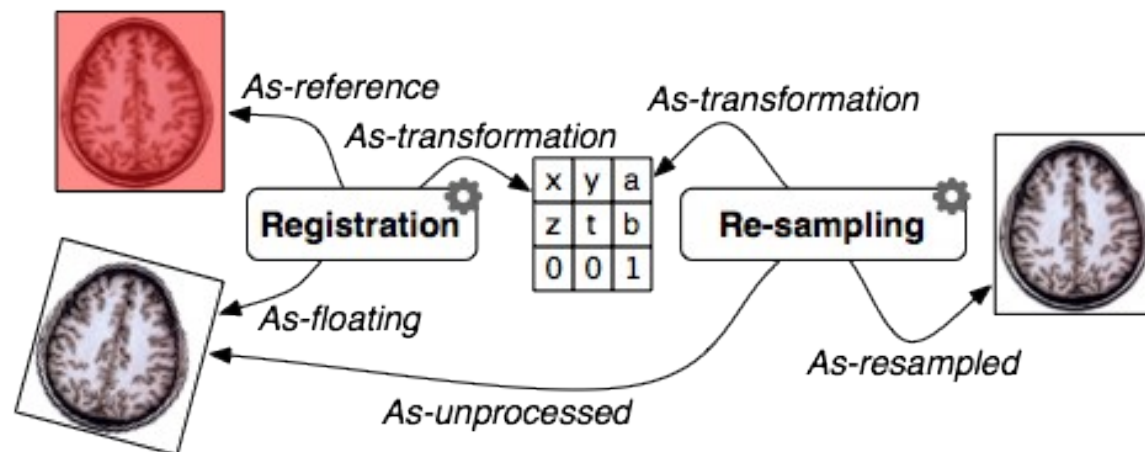 As-reference
As-transformation
As-transformation
x y a
z t b
0 0 1
Registration
Re-sampling
As-floating
As-unprocessed
As-resampled